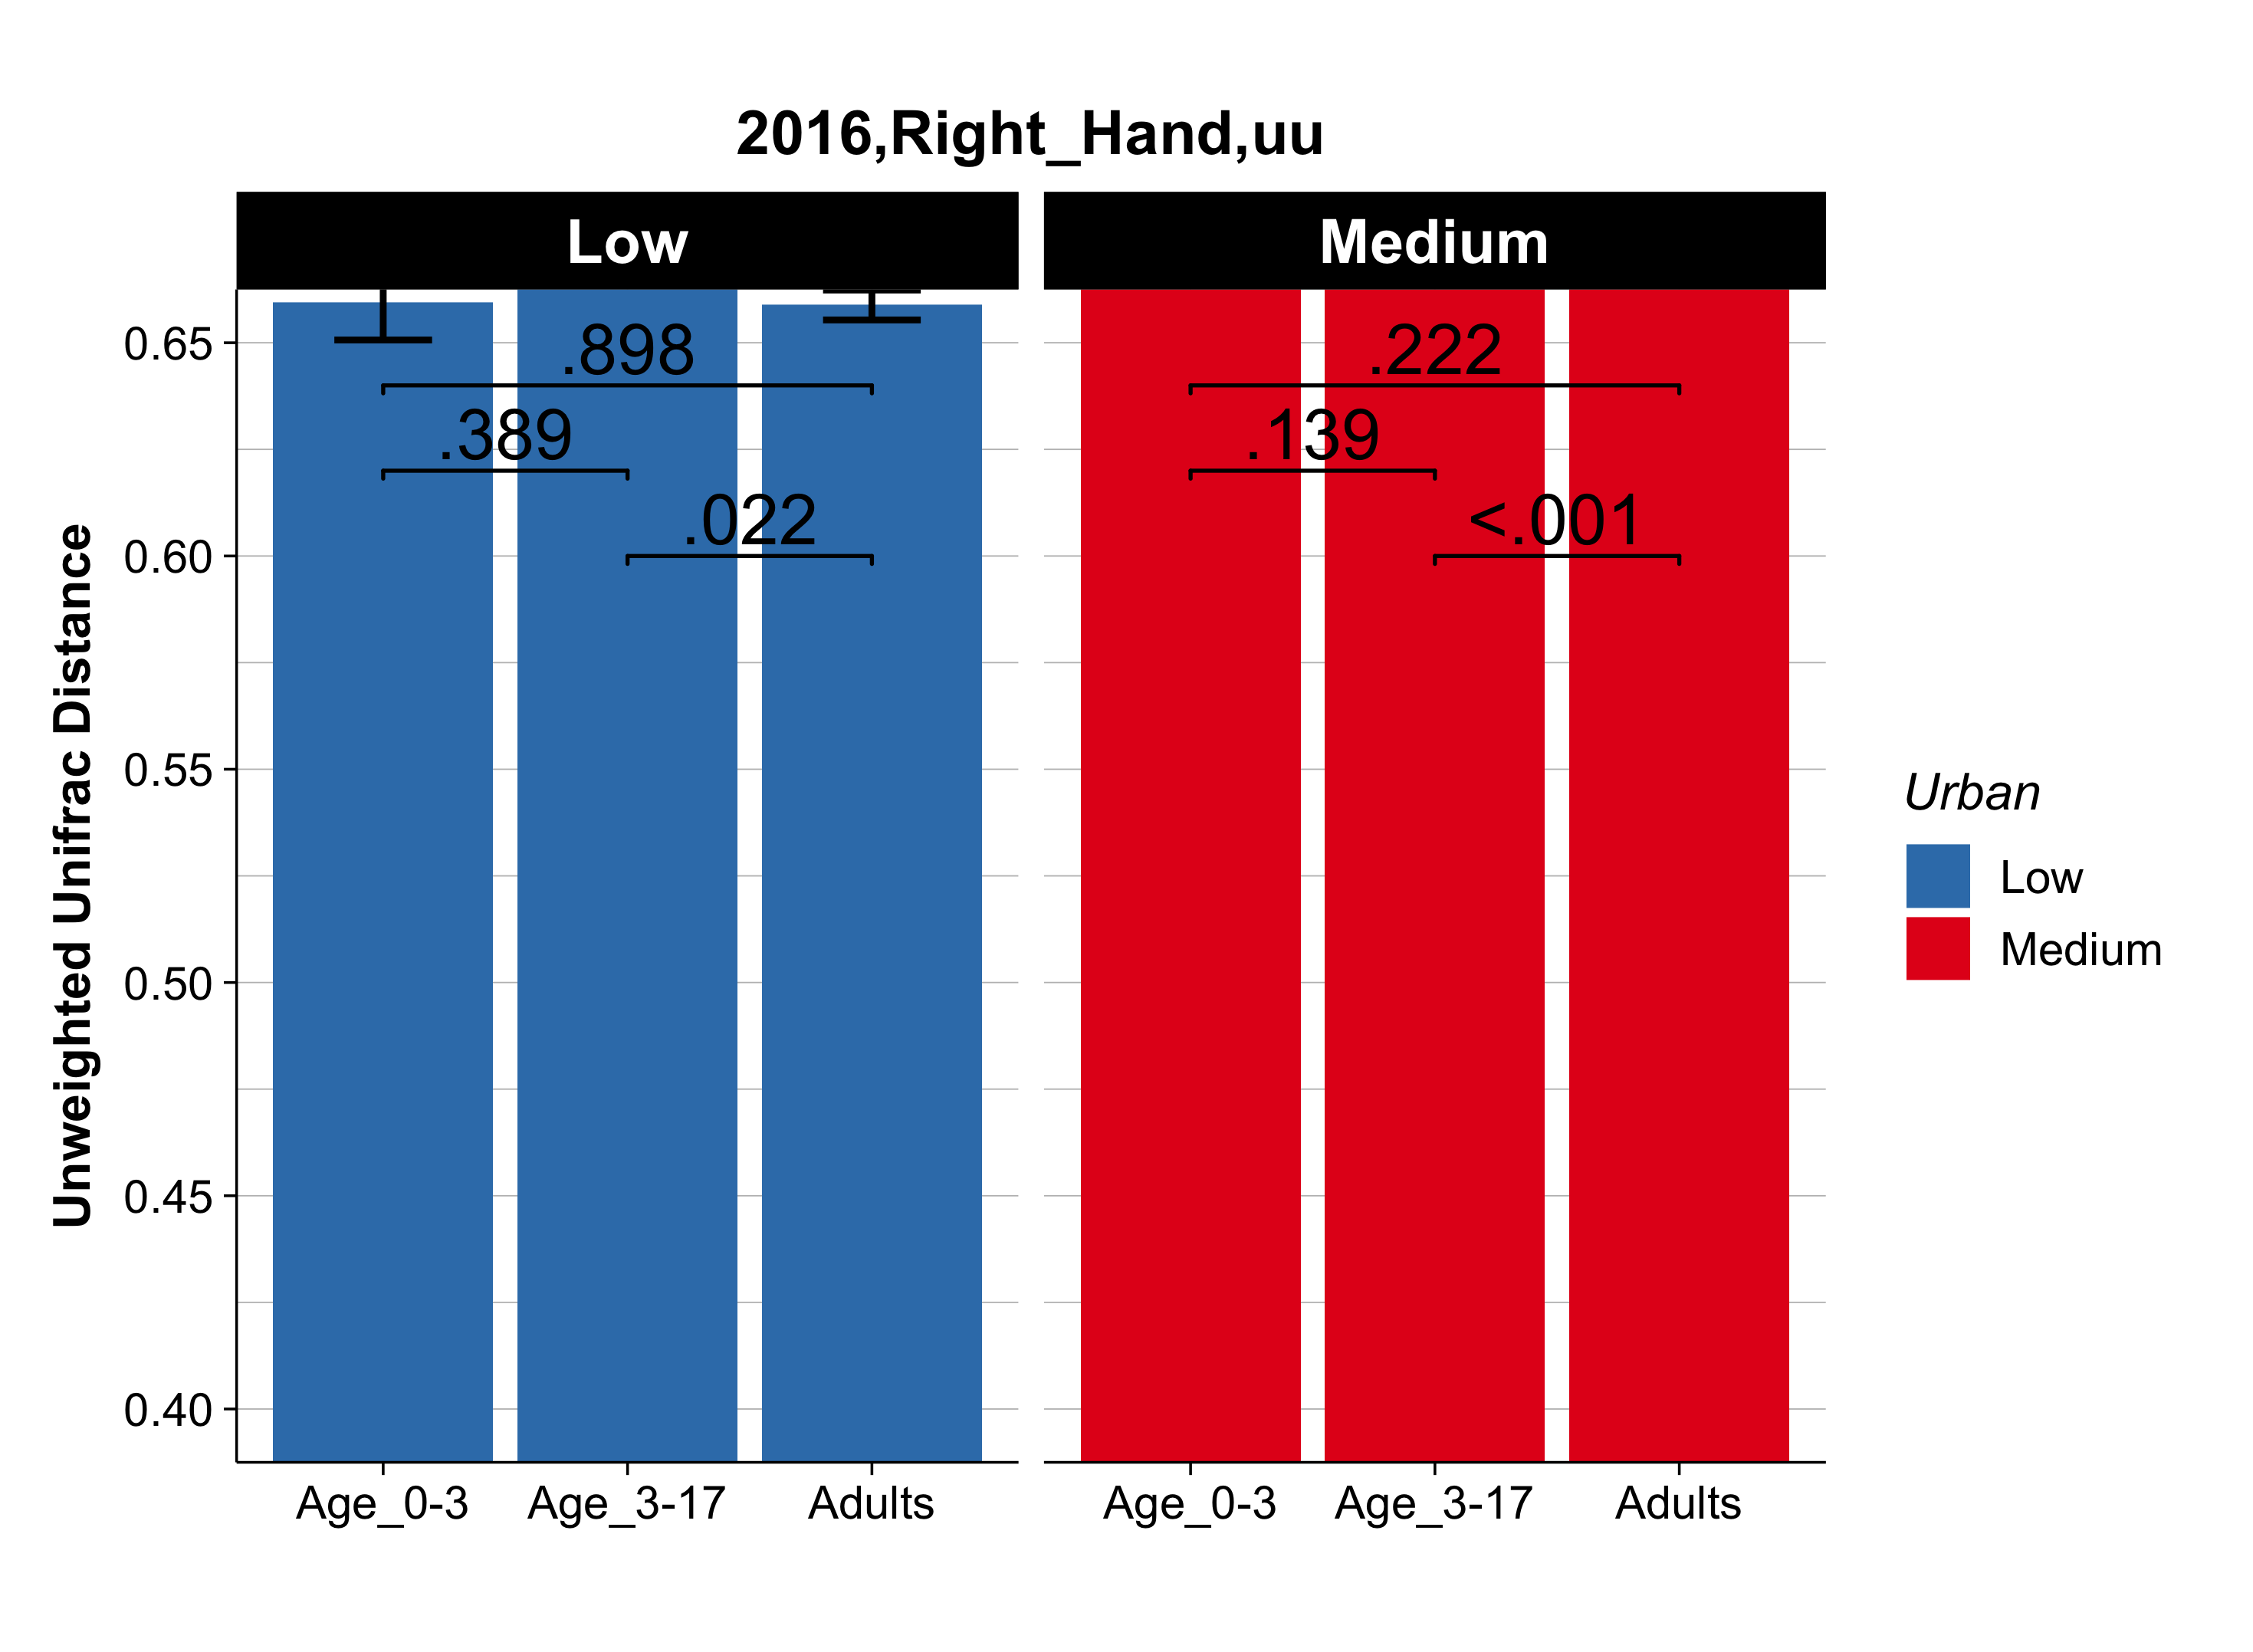 2016,Right_Hand,uu
Low
Medium
Unweighted Unifrac Distance
0.65
0.60
0.55
0.50
0.45
0.40
.898
.389
.022
.222
.139
<.001
Age_0-3
Age_3-17
Adults
Age_0-3
Age_3-17
Adults
Urban
Low
Medium